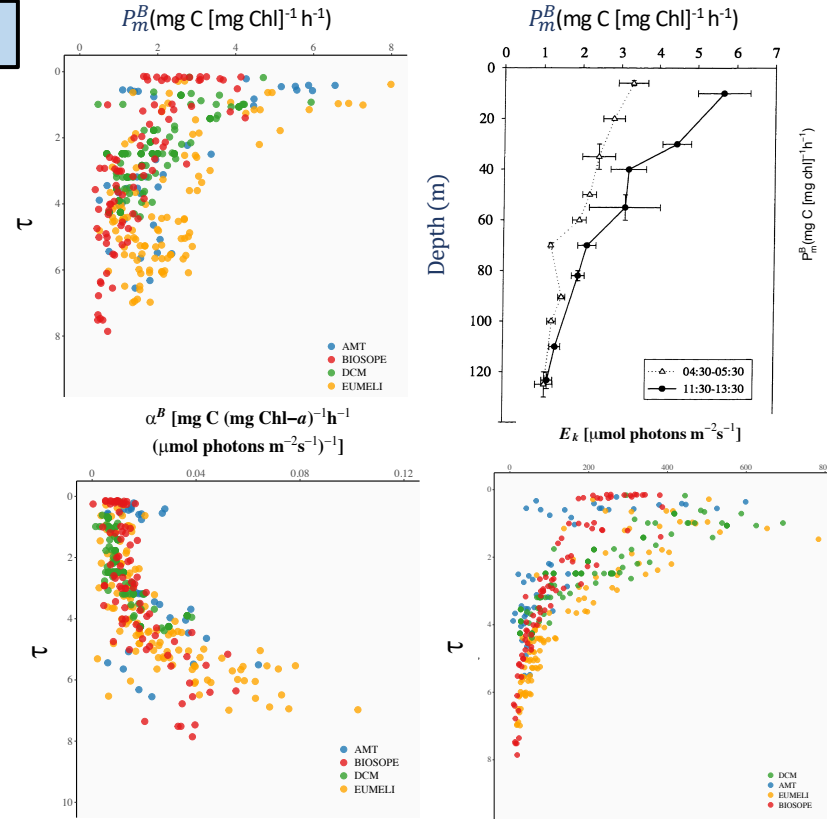 P_m^B(mg C [mg Chl]⁻¹ h⁻¹)
0 2 4 6 8
0
2
4
6
8
τ
AMT
BIOSOPE
DCM
EUMELI
P_m^B(mg C [mg Chl]⁻¹ h⁻¹)
0 1 2 3 4 5 6 7
0
20
40
60
80
100
120
Depth (m)
P_m^B(mg C [mg chl]⁻¹h⁻¹)
04:30-05:30
11:30-13:30
α^B [mg C (mg Chl–a)⁻¹h⁻¹
(μmol photons m⁻²s⁻¹)⁻¹]
0 0.04 0.08 0.12
0
2
4
6
8
10
τ
AMT
BIOSOPE
DCM
EUMELI
E_k [μmol photons m⁻²s⁻¹]
0 200 400 600 80
0
2
4
6
8
τ
DCM
AMT
EUMELI
BIOSOPE